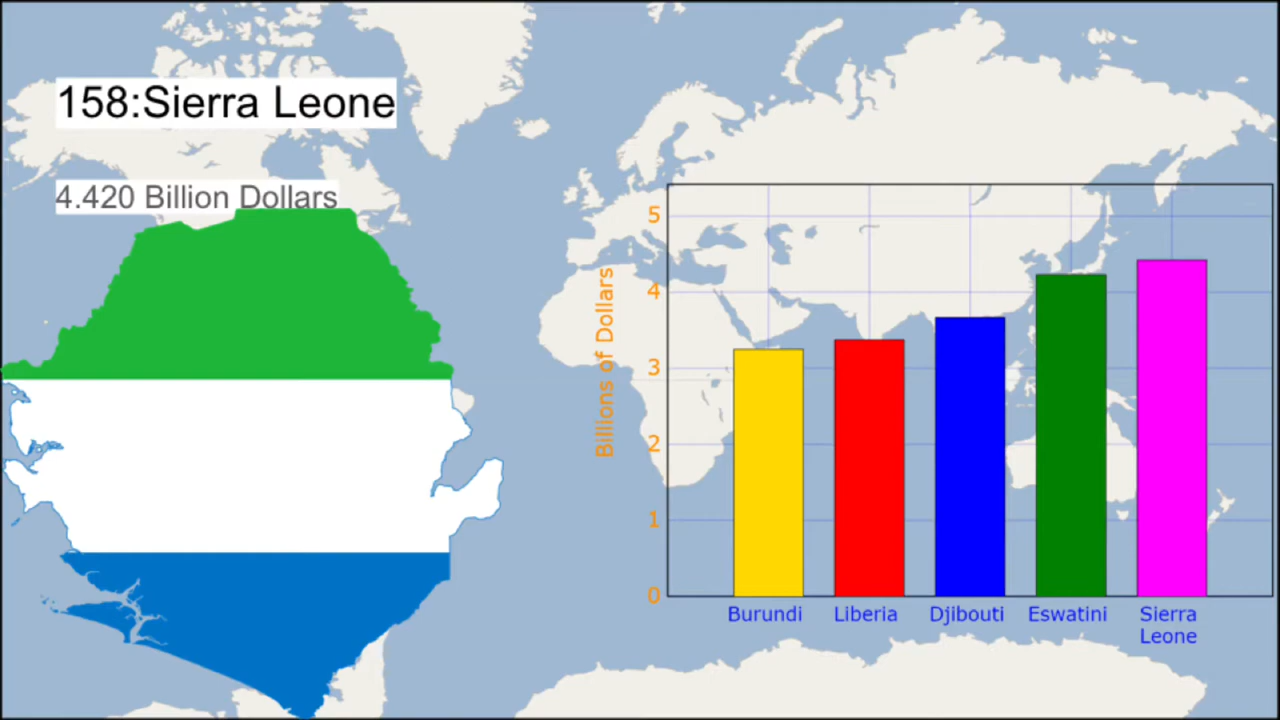 158:Sierra Leone
4.420 Billion Dollars
Billions of Dollars
5
4
3
2
1
0
Burundi
Liberia
Djibouti
Eswatini
Sierra
Leone